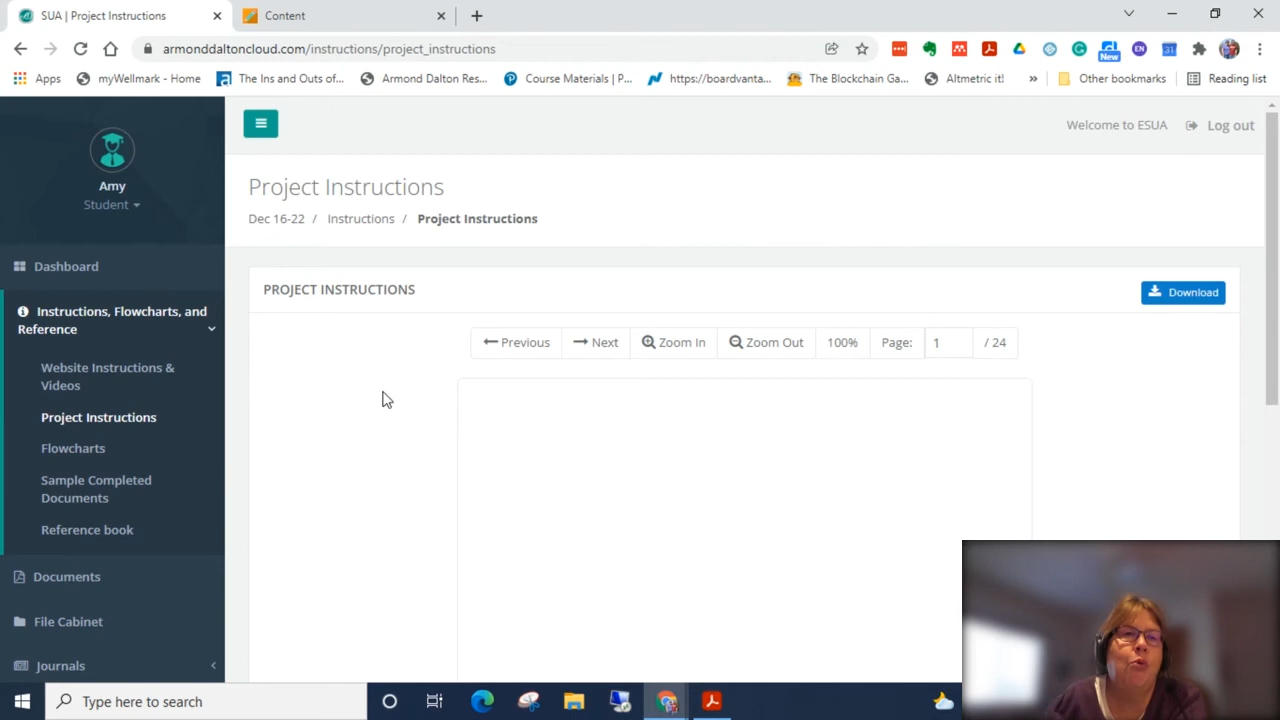 SUA | Project Instructions
Content
armonddaltoncloud.com/instructions/project_instructions
New
31
EN
Apps
myWellmark - Home
The Ins and Outs of...
Armond Dalton Res...
Course Materials | P...
https://boardvanta...
The Blockchain Ga...
Altmetric it!
»
Other bookmarks
Reading list
Amy
Student
Welcome to ESUA
Log out
Project Instructions
Dec 16-22 / Instructions / Project Instructions
Dashboard
Instructions, Flowcharts, and
Reference
Website Instructions &
Videos
Project Instructions
Flowcharts
Sample Completed
Documents
Reference book
Documents
File Cabinet
Journals
PROJECT INSTRUCTIONS
Download
Previous
Next
Zoom In
Zoom Out
100%
Page:
1
/ 24
Type here to search